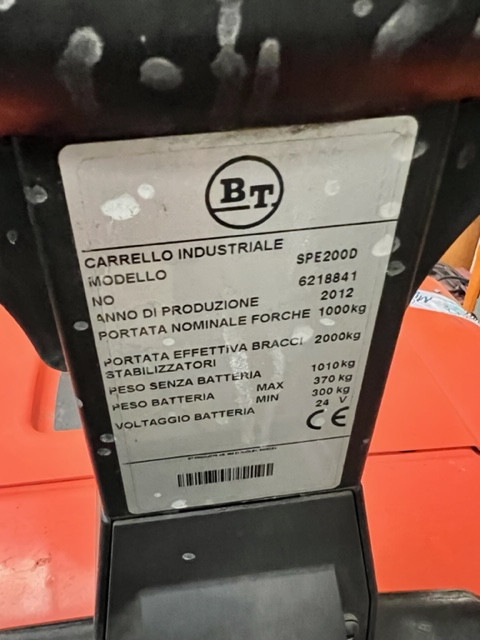 BT
CARRELLO INDUSTRIALE
MODELLO SPE200D
NO 6218841
ANNO DI PRODUZIONE 2012
PORTATA NOMINALE FORCHE 1000kg
PORTATA EFFETTIVA BRACCI 2000kg
STABILIZZATORI
PESO SENZA BATTERIA 1010kg
PESO BATTERIA MAX 370 kg
MIN 300 kg
VOLTAGGIO BATTERIA 24 V
CE